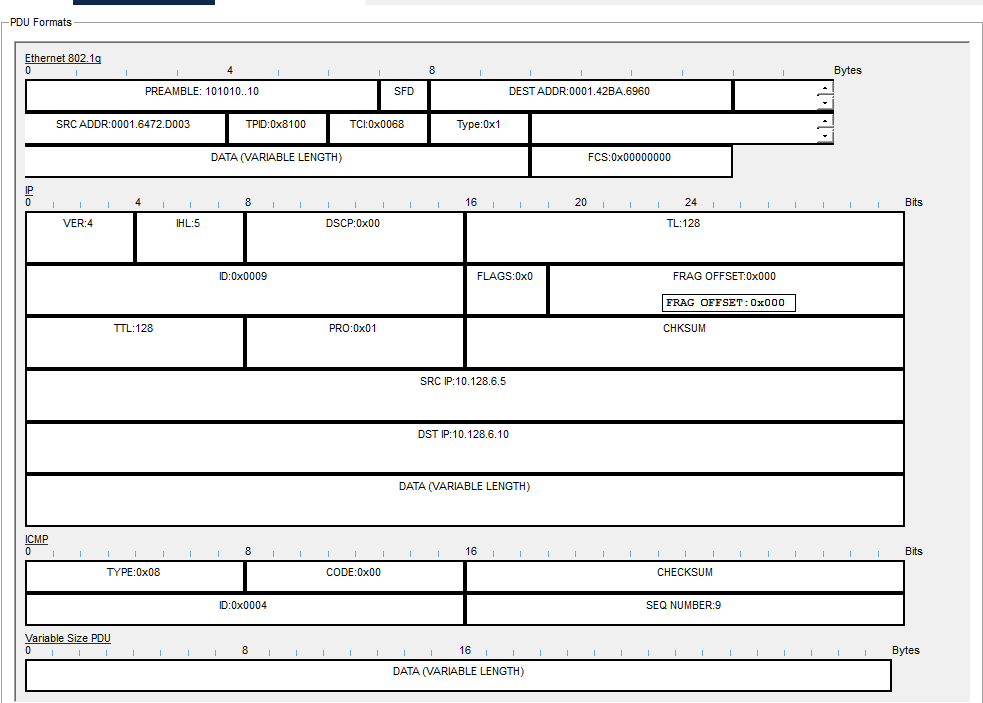 PDU Formats
Ethernet 802.1q
0 4 8 Bytes
PREAMBLE: 101010..10 SFD DEST ADDR:0001.42BA.6960
SRC ADDR:0001.6472.D003 TPID:0x8100 TCI:0x0068 Type:0x1
DATA (VARIABLE LENGTH) FCS:0x00000000
IP
0 4 8 16 20 24 Bits
VER:4 IHL:5 DSCP:0x00 TL:128
ID:0x0009 FLAGS:0x0 FRAG OFFSET:0x000
FRAG OFFSET:0x000
TTL:128 PRO:0x01 CHKSUM
SRC IP:10.128.6.5
DST IP:10.128.6.10
DATA (VARIABLE LENGTH)
ICMP
0 8 16 Bits
TYPE:0x08 CODE:0x00 CHECKSUM
ID:0x0004 SEQ NUMBER:9
Variable Size PDU
0 8 16 Bytes
DATA (VARIABLE LENGTH)